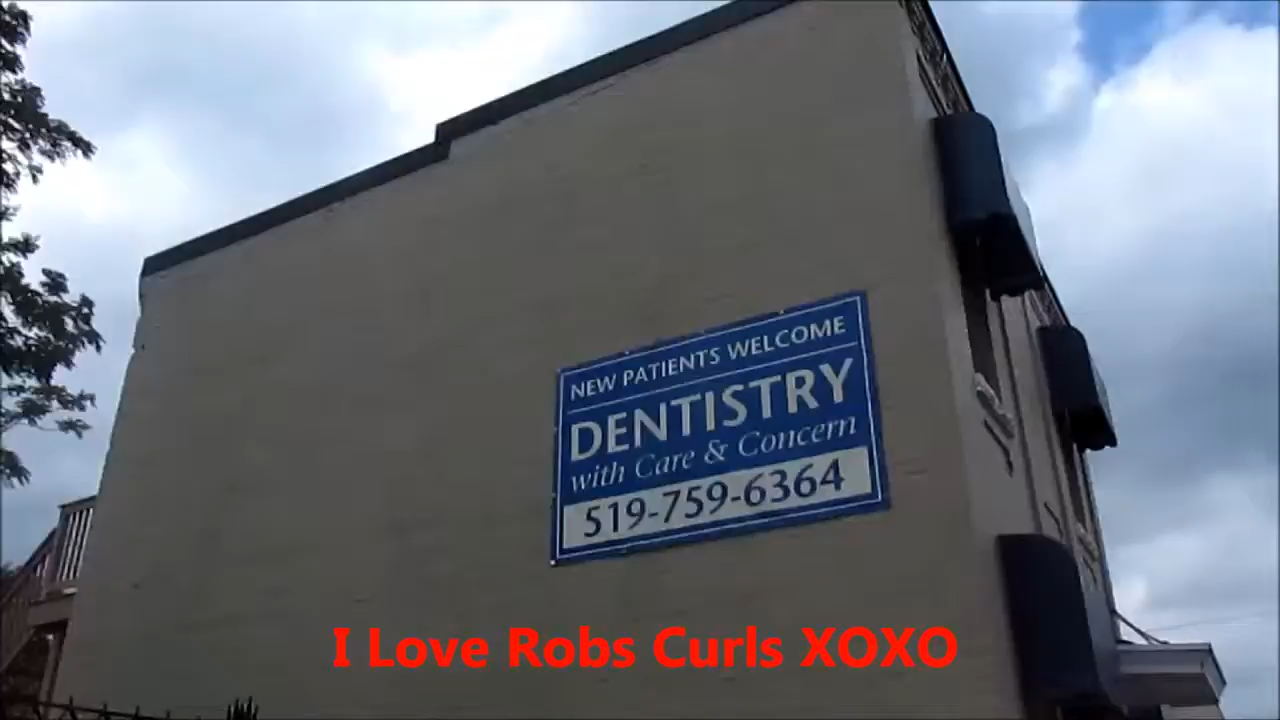 NEW PATIENTS WELCOME
DENTISTRY
with Care & Concern
519-759-6364
I Love Robs Curls XOXO